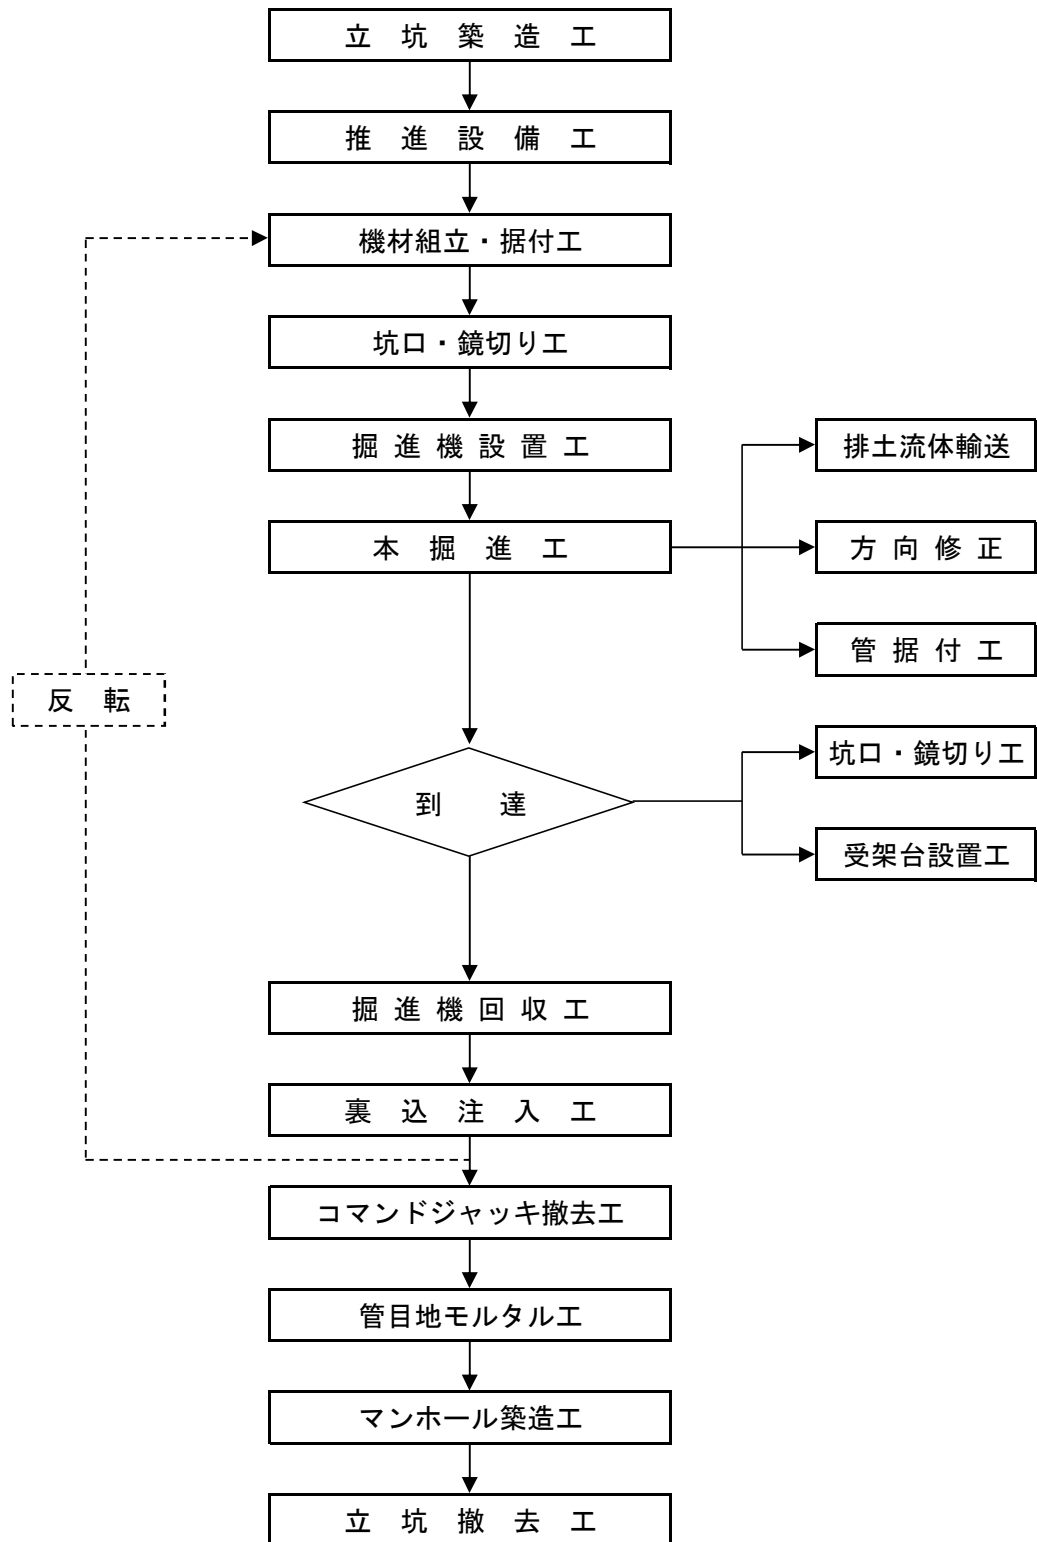 立坑築造工
推進設備工
機材組立・据付工
坑口・鏡切り工
掘進機設置工
排土流体輸送
本掘進工
方向修正
管据付工
反転
坑口・鏡切り工
到達
受架台設置工
掘進機回収工
裏込注入工
コマンドジャッキ撤去工
管目地モルタル工
マンホール築造工
立坑撤去工